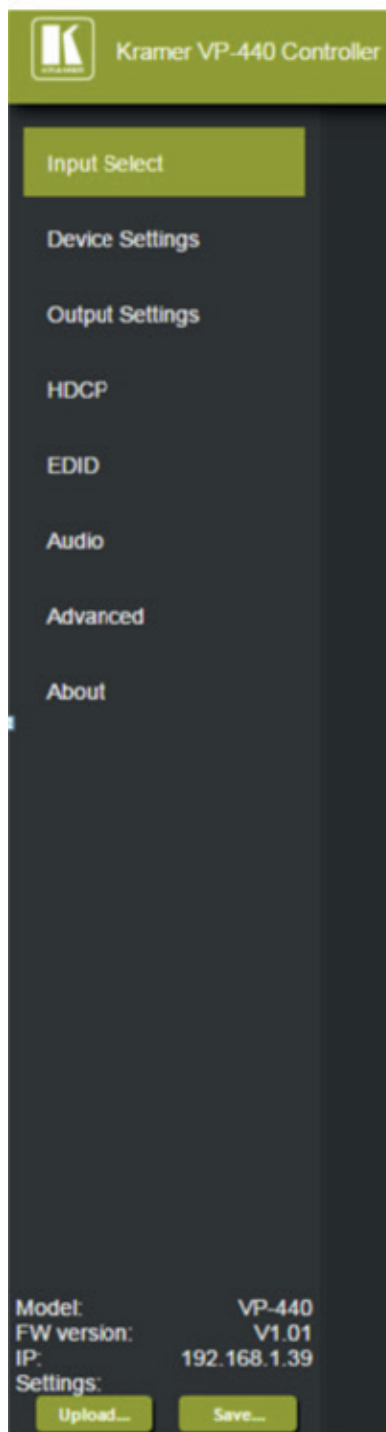 Kramer VP-440 Controller
Input Select
Device Settings
Output Settings
HDCP
EDID
Audio
Advanced
About
Model: VP-440
FW version: V1.01
IP: 192.168.1.39
Settings:
Upload... Save...